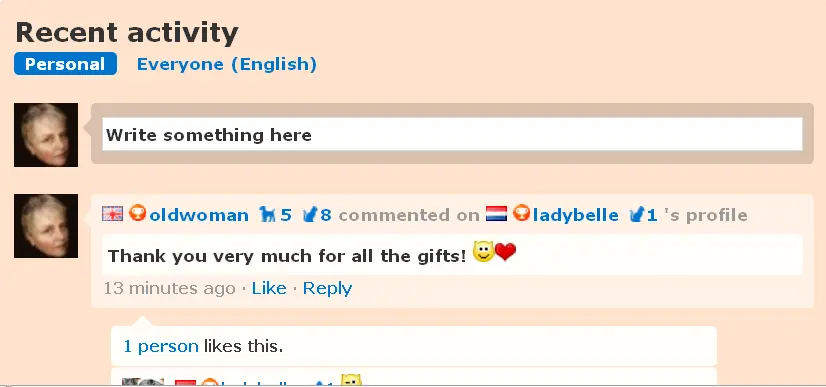 Recent activity
Personal Everyone (English)
Write something here
oldwoman 5 8 commented on ladybelle 1 's profile
Thank you very much for all the gifts!
13 minutes ago · Like · Reply
1 person likes this.